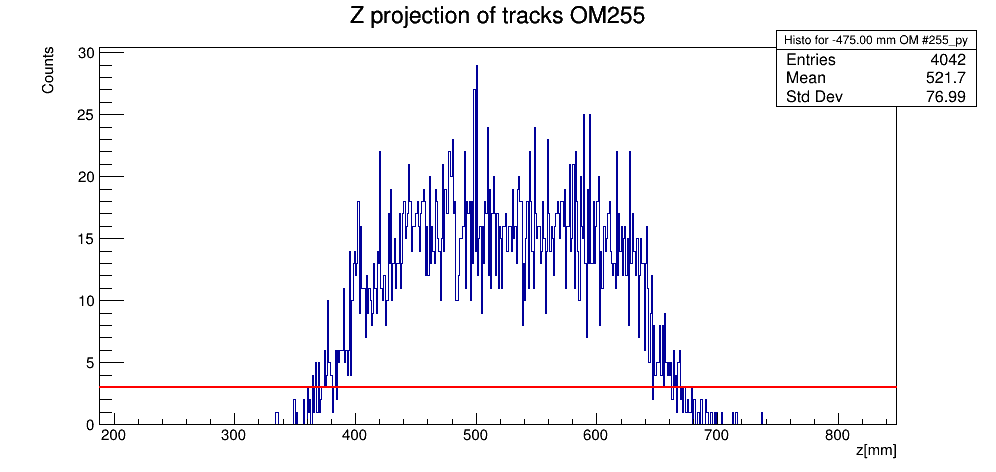 Z projection of tracks OM255
Histo for -475.00 mm OM #255_py
Entries 4042
Mean 521.7
Std Dev 76.99
Counts
30
25
20
15
10
5
0
200 300 400 500 600 700 800
z[mm]